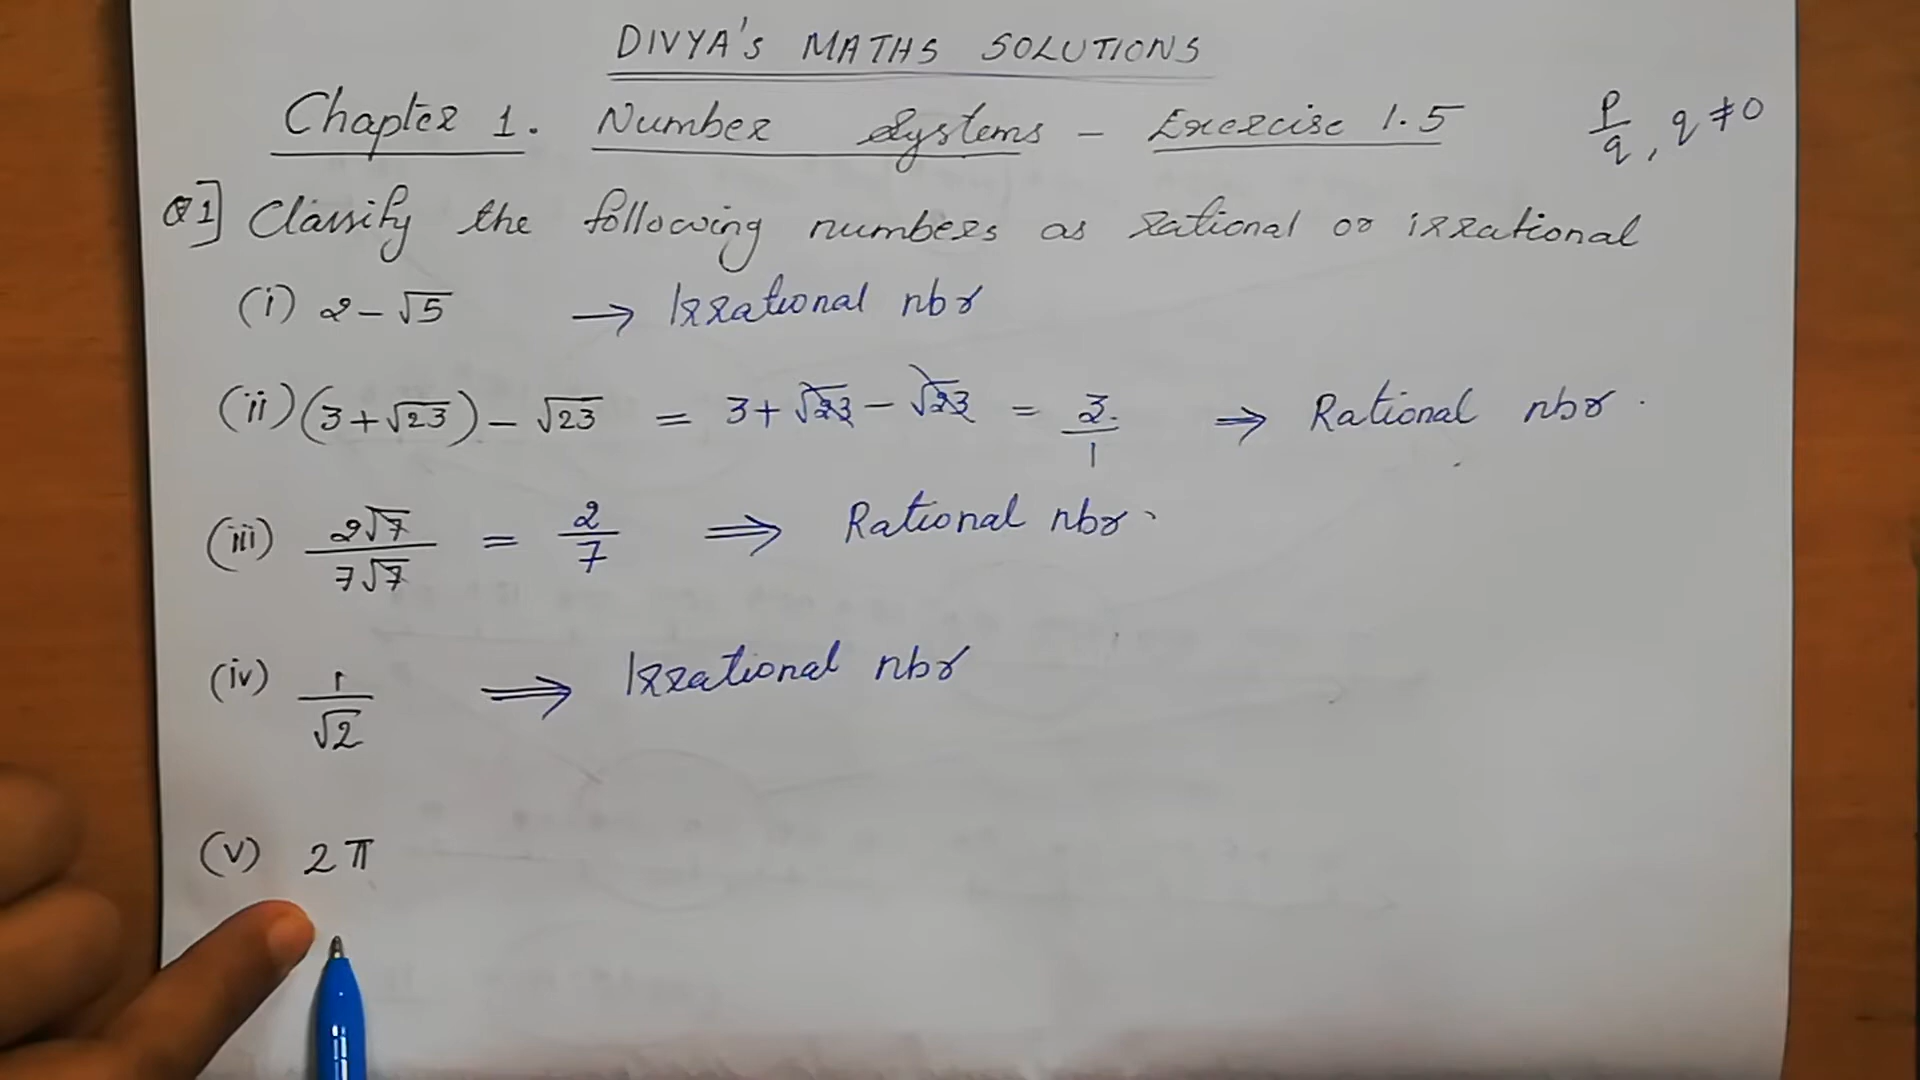 DIVYA'S MATHS SOLUTIONS
Chapter 1. Number Systems - Exercise 1.5 p/q, q ≠ 0
Q1] Classify the following numbers as rational or irrational
(i) 2 - √5 → Irrational nbr
(ii) (3 + √23) - √23 = 3 + √23 - √23 = 3/1 ⇒ Rational nbr.
(iii) 2√7/7√7 = 2/7 ⇒ Rational nbr.
(iv) 1/√2 ⇒ Irrational nbr
(v) 2π